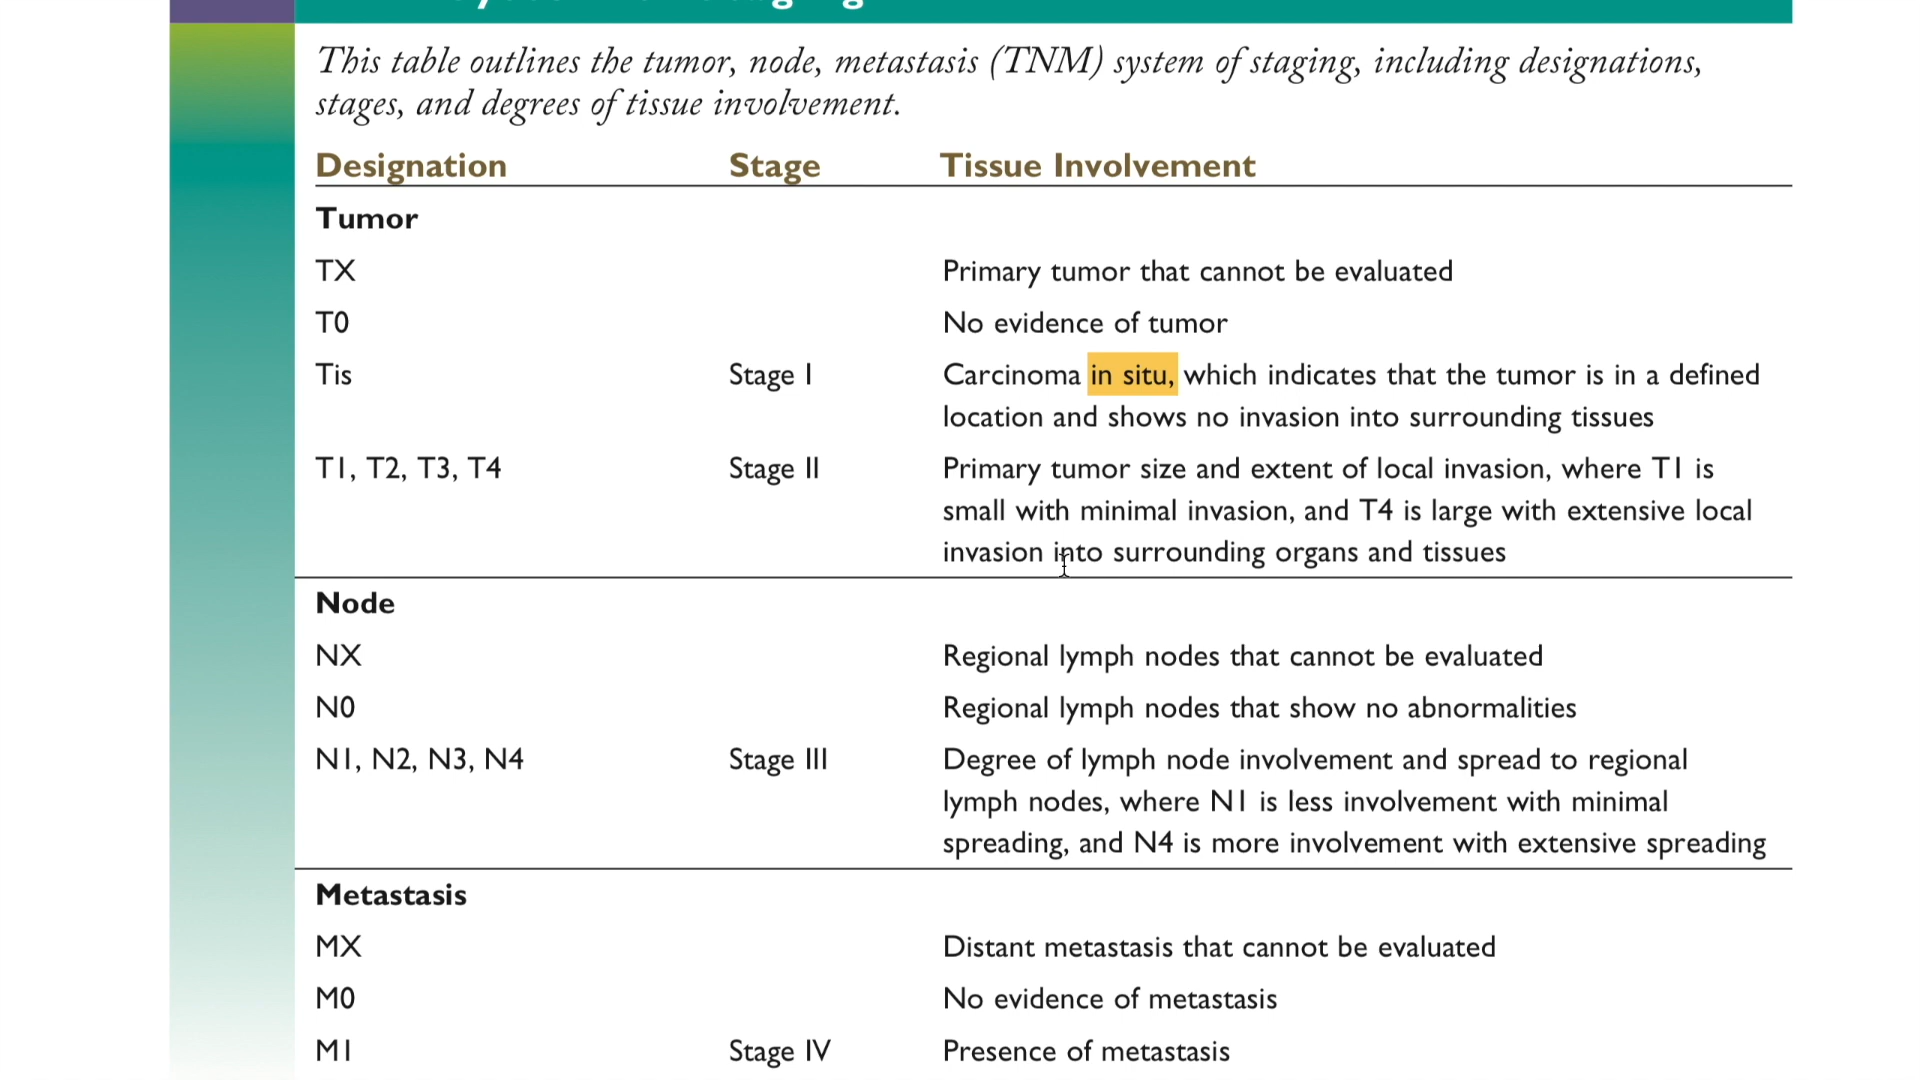 This table outlines the tumor, node, metastasis (TNM) system of staging, including designations,
stages, and degrees of tissue involvement.
Designation Stage Tissue Involvement
Tumor
TX Primary tumor that cannot be evaluated
T0 No evidence of tumor
Tis Stage I Carcinoma in situ, which indicates that the tumor is in a defined
location and shows no invasion into surrounding tissues
T1, T2, T3, T4 Stage II Primary tumor size and extent of local invasion, where T1 is
small with minimal invasion, and T4 is large with extensive local
invasion into surrounding organs and tissues
Node
NX Regional lymph nodes that cannot be evaluated
N0 Regional lymph nodes that show no abnormalities
N1, N2, N3, N4 Stage III Degree of lymph node involvement and spread to regional
lymph nodes, where N1 is less involvement with minimal
spreading, and N4 is more involvement with extensive spreading
Metastasis
MX Distant metastasis that cannot be evaluated
M0 No evidence of metastasis
M1 Stage IV Presence of metastasis